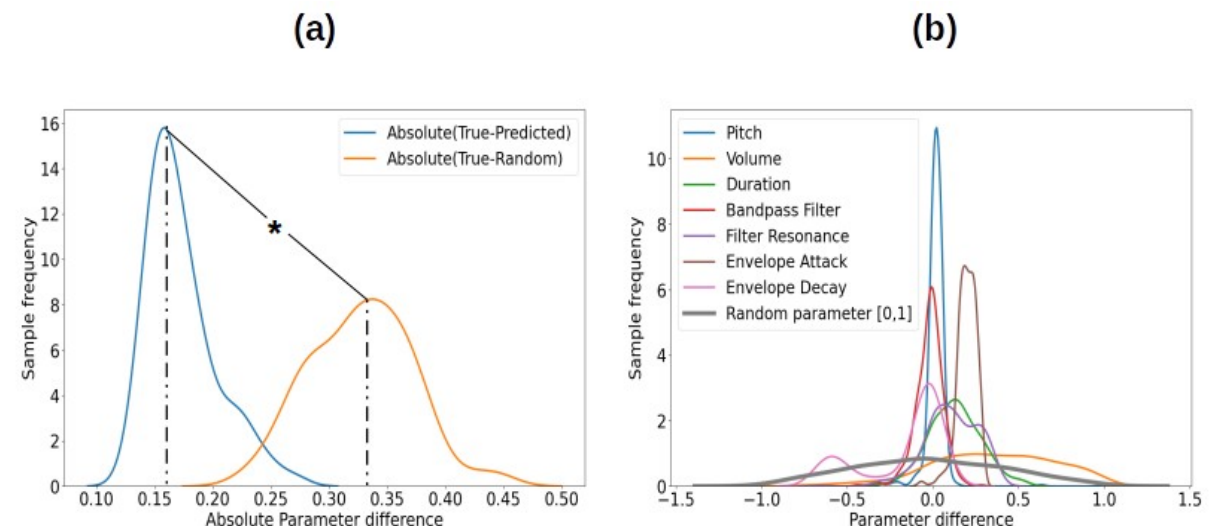 (a)
Sample frequency
16
14
12
10
8
6
4
2
0
Absolute(True-Predicted)
Absolute(True-Random)
*
0.10 0.15 0.20 0.25 0.30 0.35 0.40 0.45 0.50
Absolute Parameter difference
(b)
Sample frequency
10
8
6
4
2
0
Pitch
Volume
Duration
Bandpass Filter
Filter Resonance
Envelope Attack
Envelope Decay
Random parameter [0,1]
−1.5 −1.0 −0.5 0.0 0.5 1.0 1.5
Parameter difference